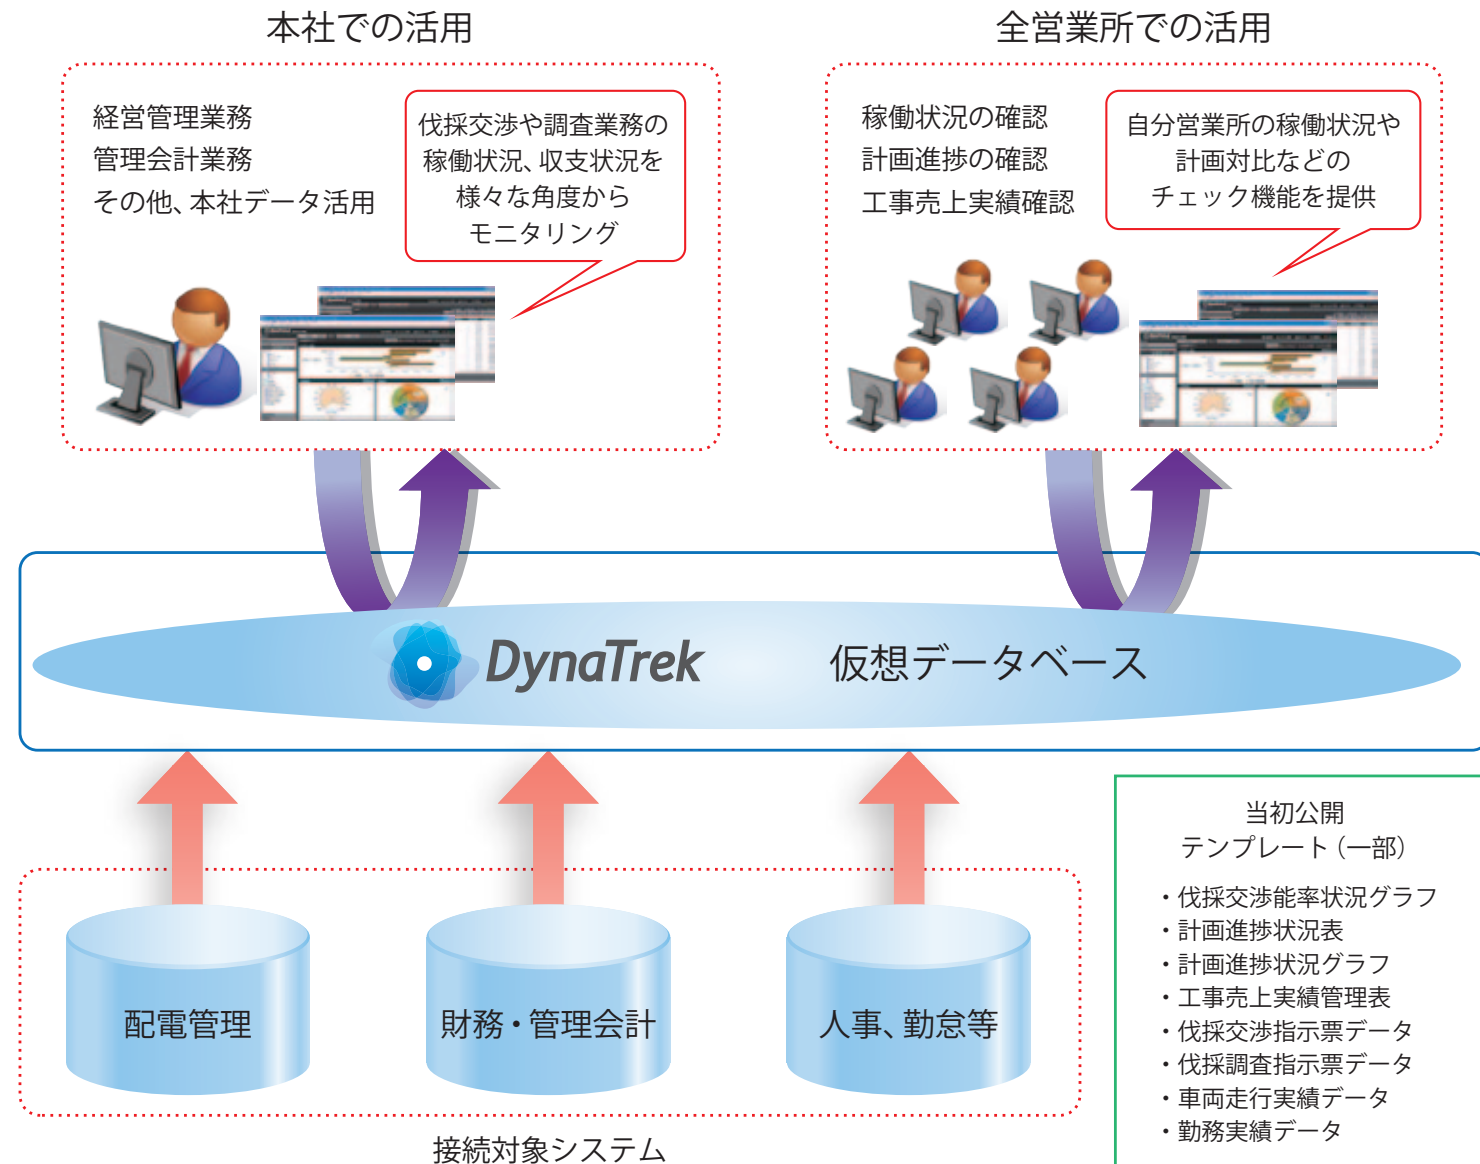 本社での活用
経営管理業務
管理会計業務
その他、本社データ活用
伐採交渉や調査業務の
稼働状況、収支状況を
様々な角度から
モニタリング
全営業所での活用
稼働状況の確認
計画進捗の確認
工事売上実績確認
自分営業所の稼働状況や
計画対比などの
チェック機能を提供
DynaTrek 仮想データベース
配電管理
財務・管理会計
人事、勤怠等
接続対象システム
当初公開
テンプレート（一部）
・伐採交渉能率状況グラフ
・計画進捗状況表
・計画進捗状況グラフ
・工事売上実績管理表
・伐採交渉指示票データ
・伐採調査指示票データ
・車両走行実績データ
・勤務実績データ